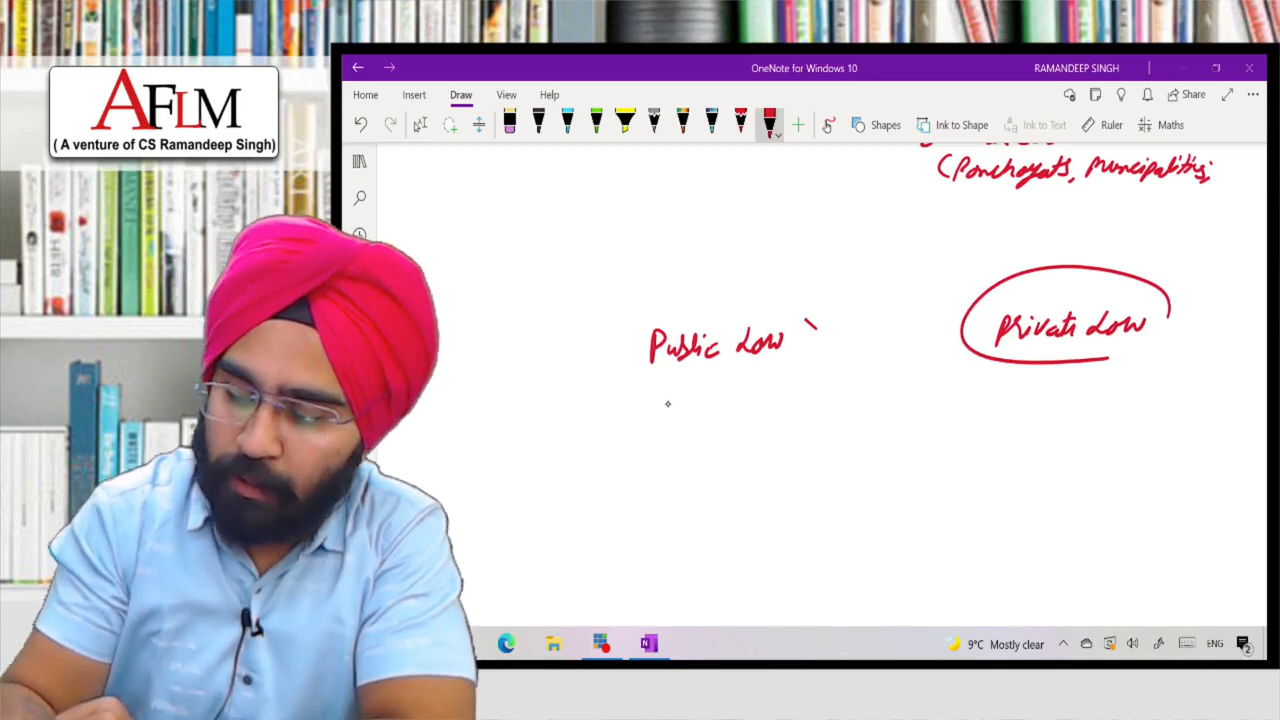 AFLM
( A venture of CS Ramandeep Singh)
OneNote for Windows 10
RAMANDEEP SINGH
Home Insert Draw View Help
Share
Shapes
Ink to Shape
Ink to Text
Ruler
Maths
(Panchayats, Municipalities,
Public Law
Private Law
9°C Mostly clear
ENG
2